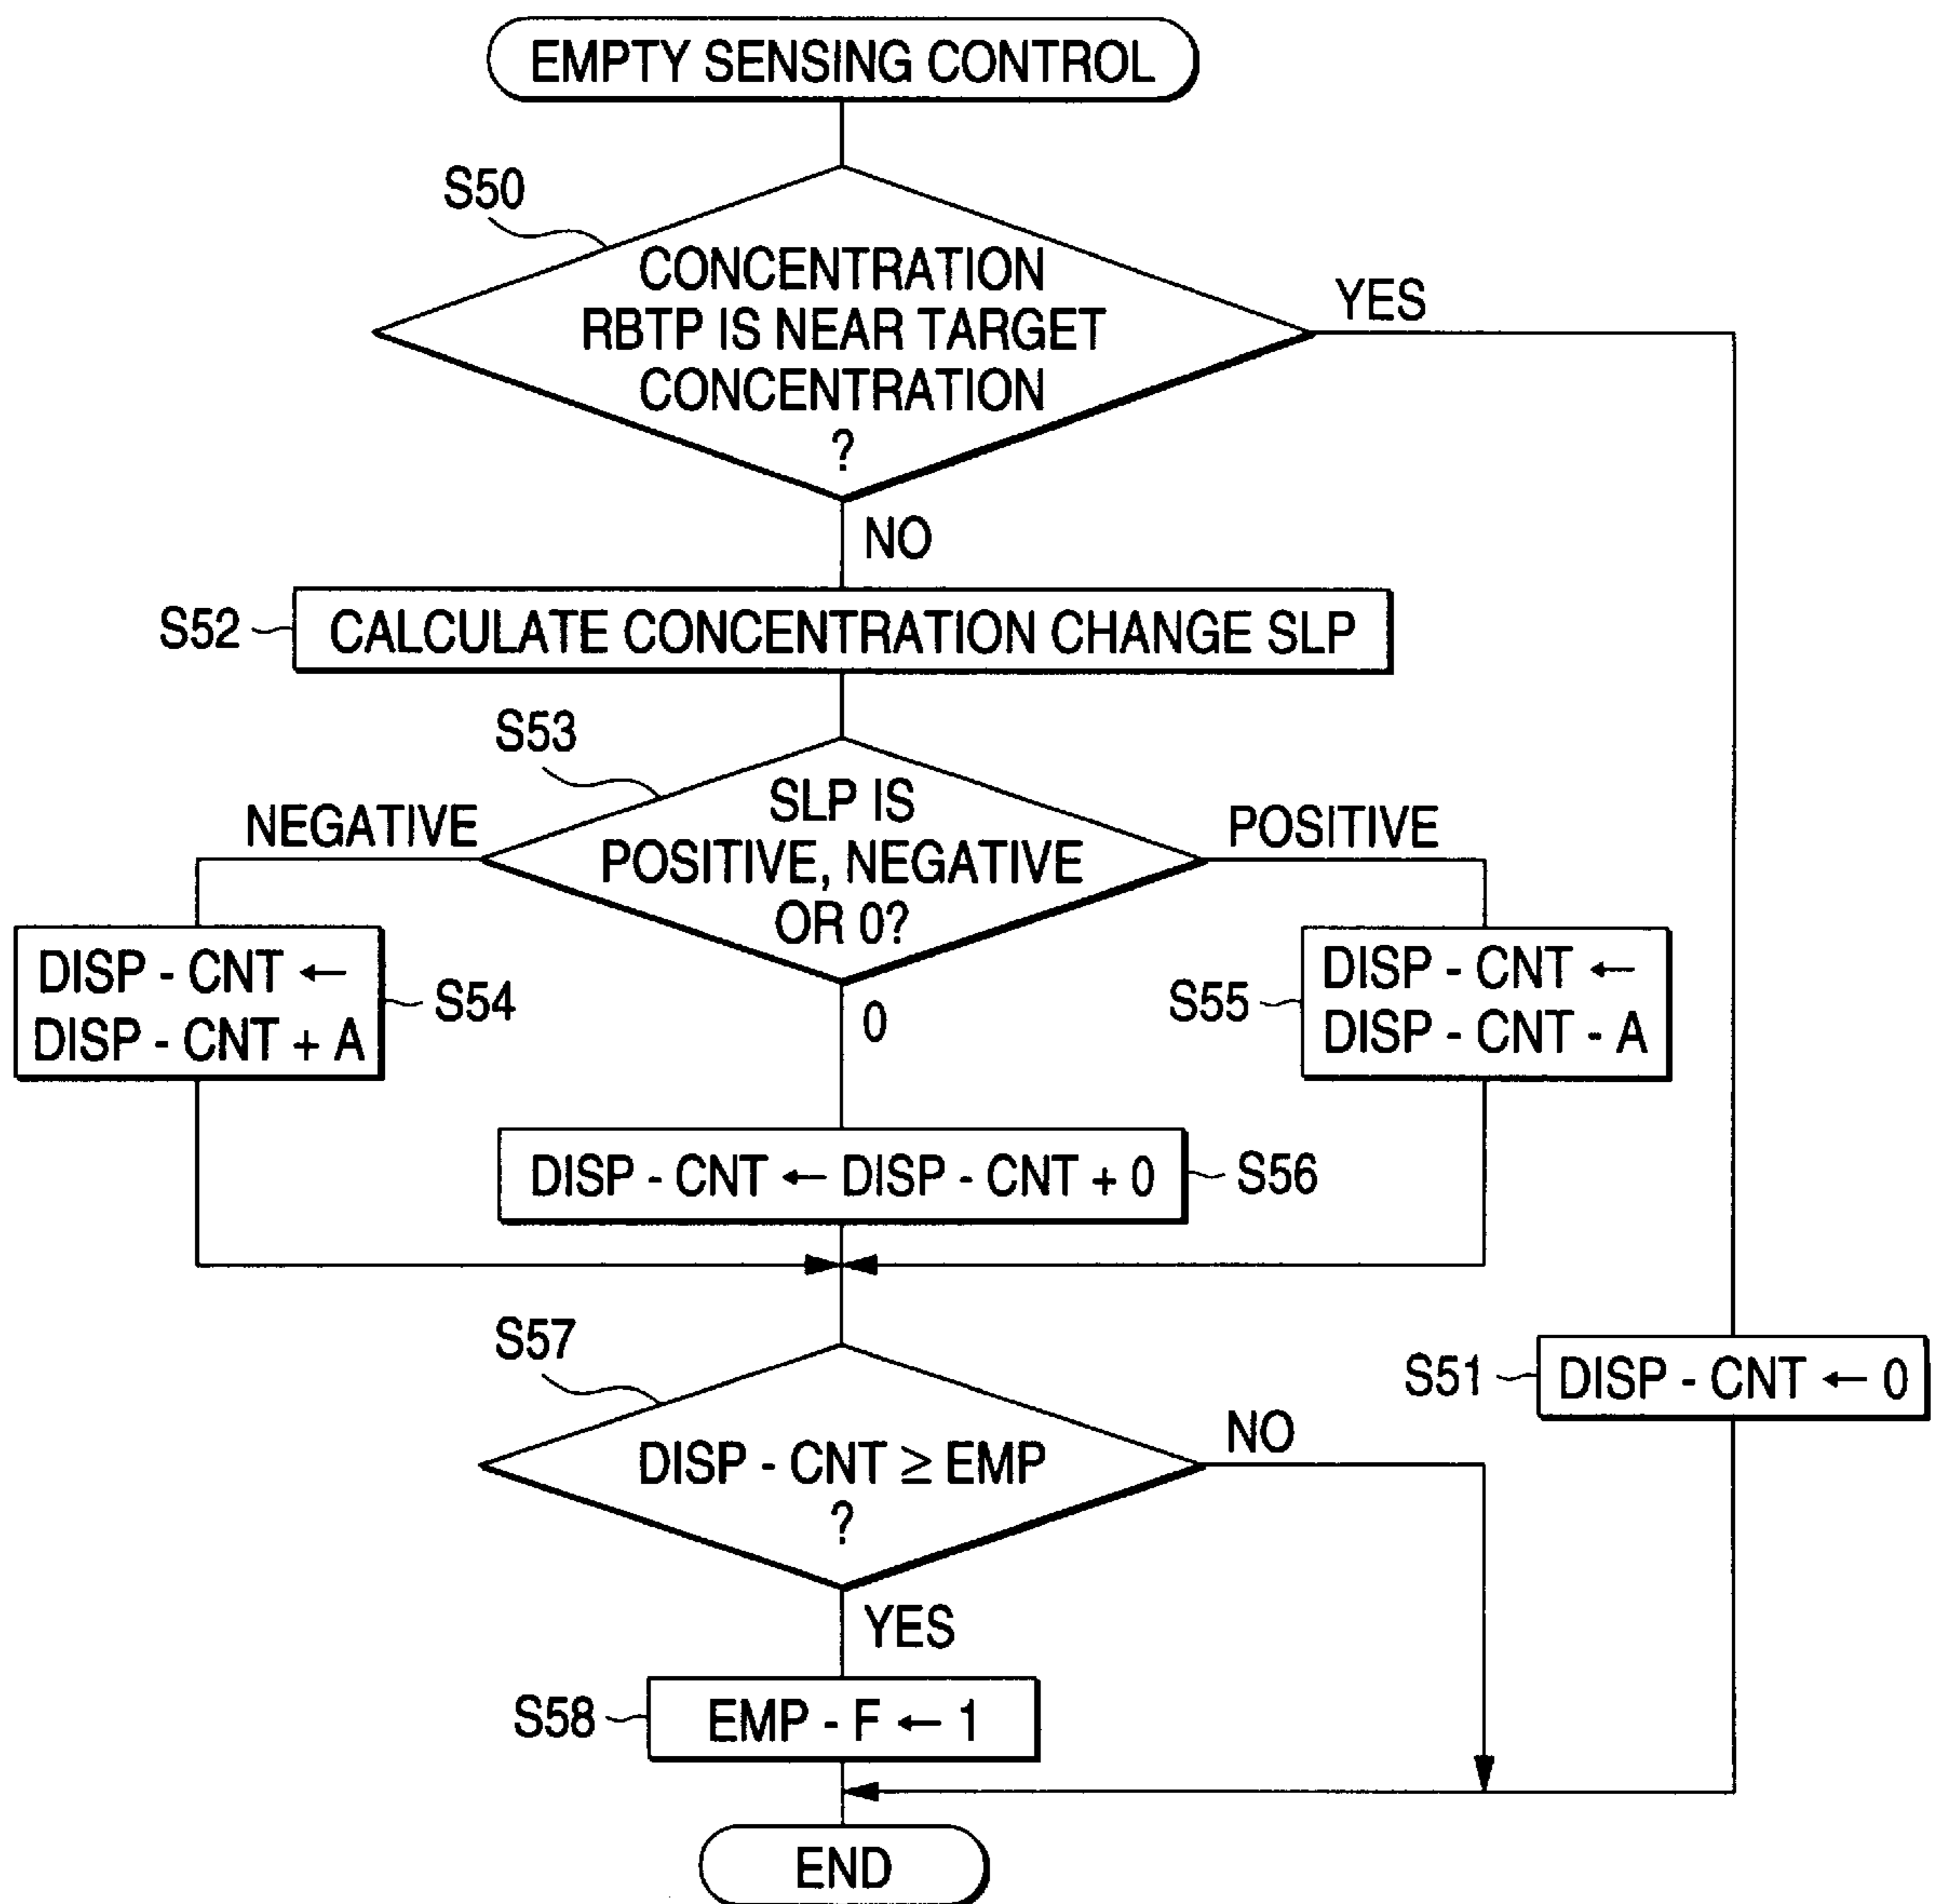 EMPTY SENSING CONTROL
S50
CONCENTRATION
RBTP IS NEAR TARGET
CONCENTRATION
?
YES
NO
S52
CALCULATE CONCENTRATION CHANGE SLP
S53
SLP IS
POSITIVE, NEGATIVE
OR 0?
NEGATIVE
POSITIVE
DISP - CNT ←
DISP - CNT + A
S54
0
S55
DISP - CNT ←
DISP - CNT - A
DISP - CNT ← DISP - CNT + 0
S56
S57
DISP - CNT ≥ EMP
?
NO
S51
DISP - CNT ← 0
YES
S58
EMP - F ← 1
END